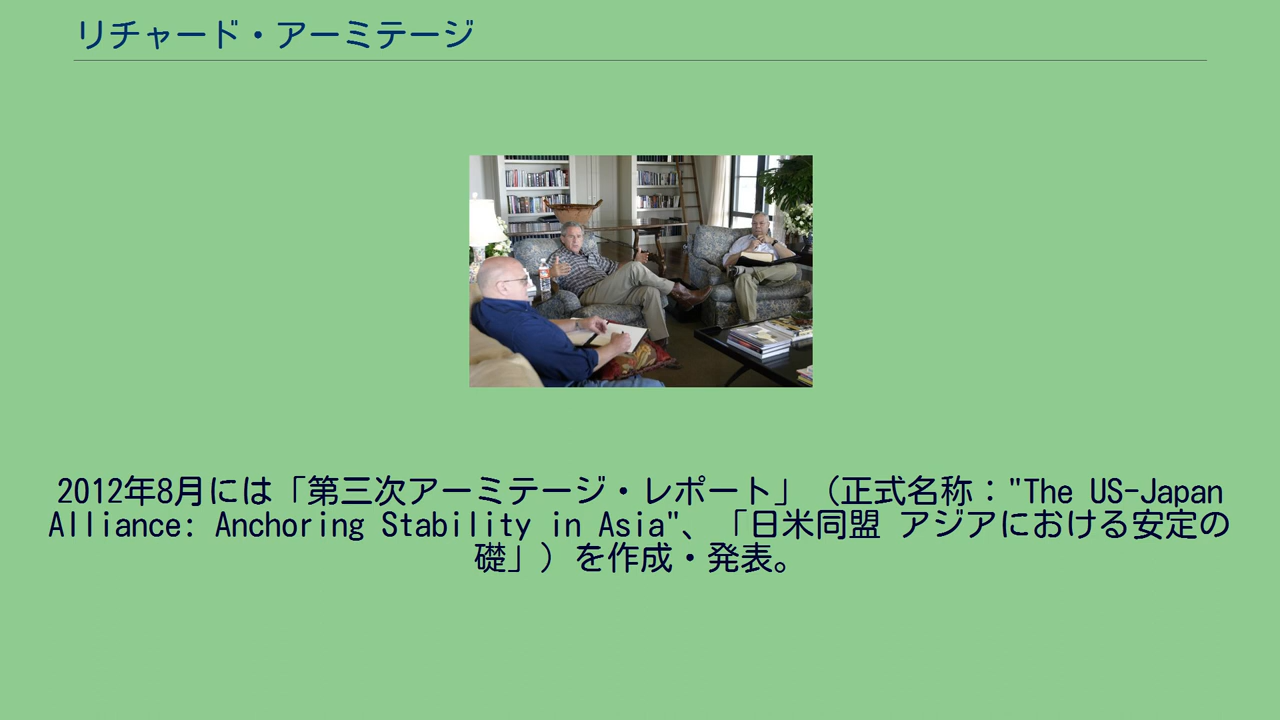 リチャード・アーミテージ
2012年8月には「第三次アーミテージ・レポート」（正式名称："The US-Japan
Alliance: Anchoring Stability in Asia"、「日米同盟 アジアにおける安定の
礎」）を作成・発表。